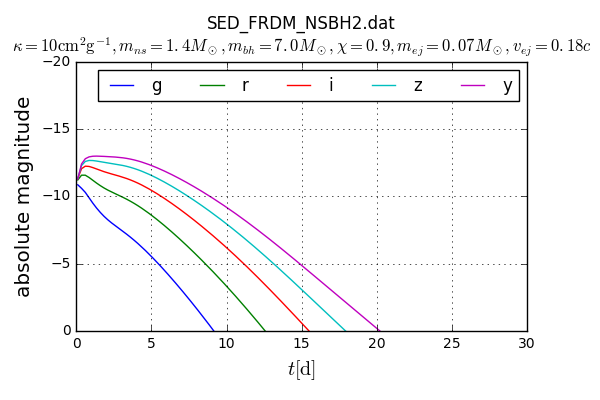 SED_FRDM_NSBH2.dat
κ = 10cm²g⁻¹, m_ns = 1.4M_⊙, m_bh = 7.0M_⊙, χ = 0.9, m_ej = 0.07M_⊙, v_ej = 0.18c
g r i z y
−20
−15
−10
−5
0
absolute magnitude
0 5 10 15 20 25 30
t[d]